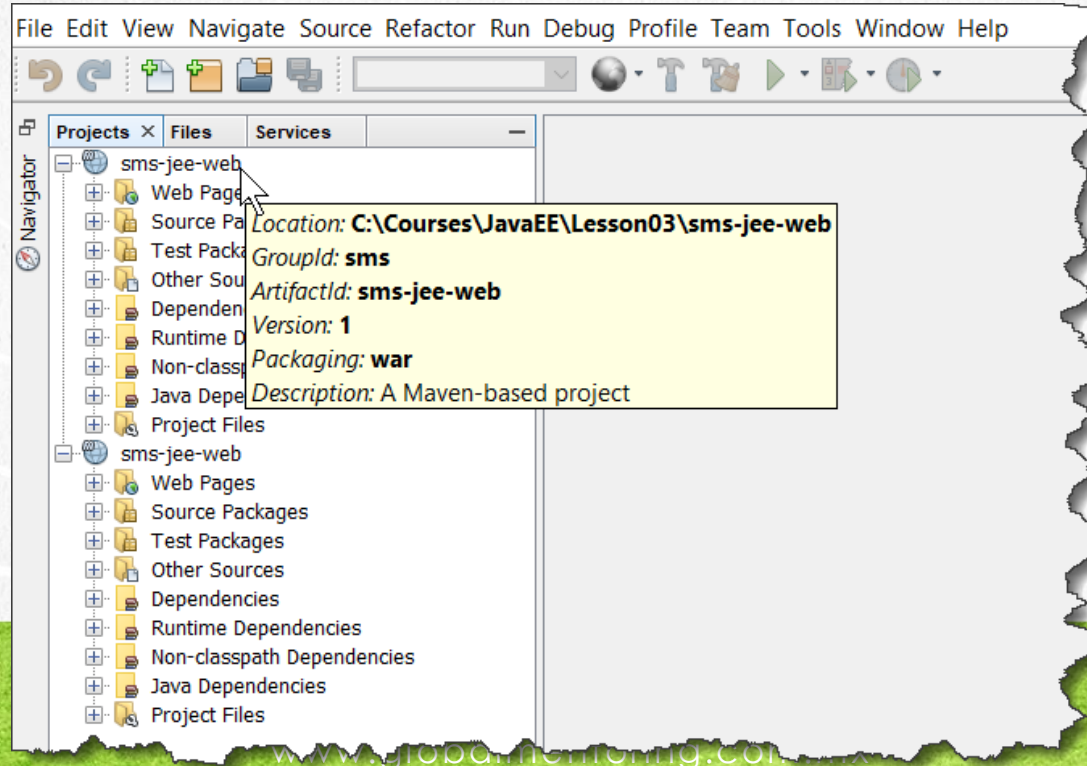 File Edit View Navigate Source Refactor Run Debug Profile Team Tools Window Help
Projects Files Services
Navigator
sms-jee-web
Web Page
Source Pa
Test Packa
Other Sou
Dependen
Runtime D
Non-classp
Java Depe
Location: C:\Courses\JavaEE\Lesson03\sms-jee-web
GroupId: sms
ArtifactId: sms-jee-web
Version: 1
Packaging: war
Description: A Maven-based project
Project Files
sms-jee-web
Web Pages
Source Packages
Test Packages
Other Sources
Dependencies
Runtime Dependencies
Non-classpath Dependencies
Java Dependencies
Project Files